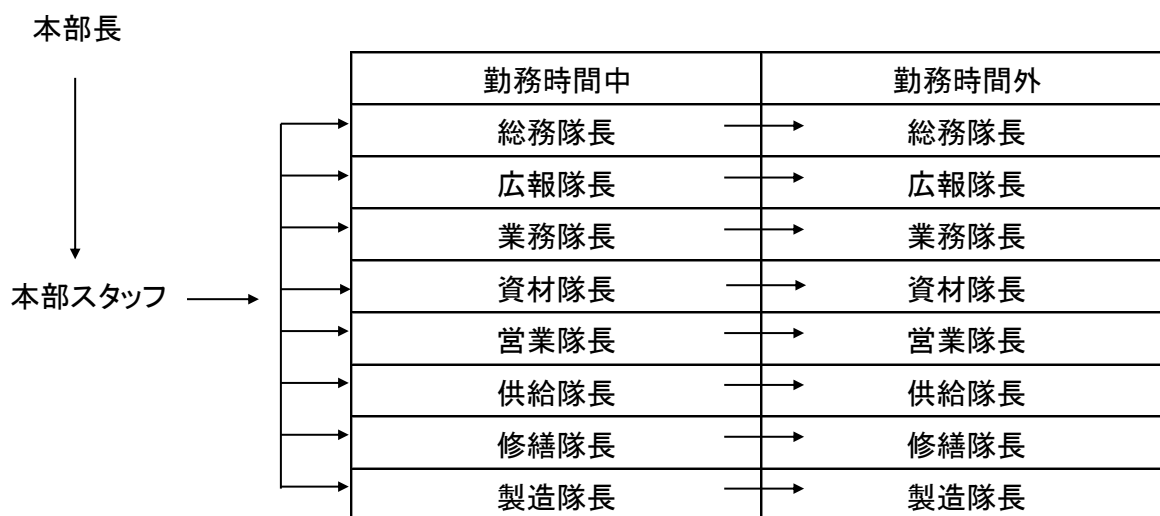 本部長
勤務時間中 勤務時間外
総務隊長 総務隊長
広報隊長 広報隊長
業務隊長 業務隊長
本部スタッフ 資材隊長 資材隊長
営業隊長 営業隊長
供給隊長 供給隊長
修繕隊長 修繕隊長
製造隊長 製造隊長